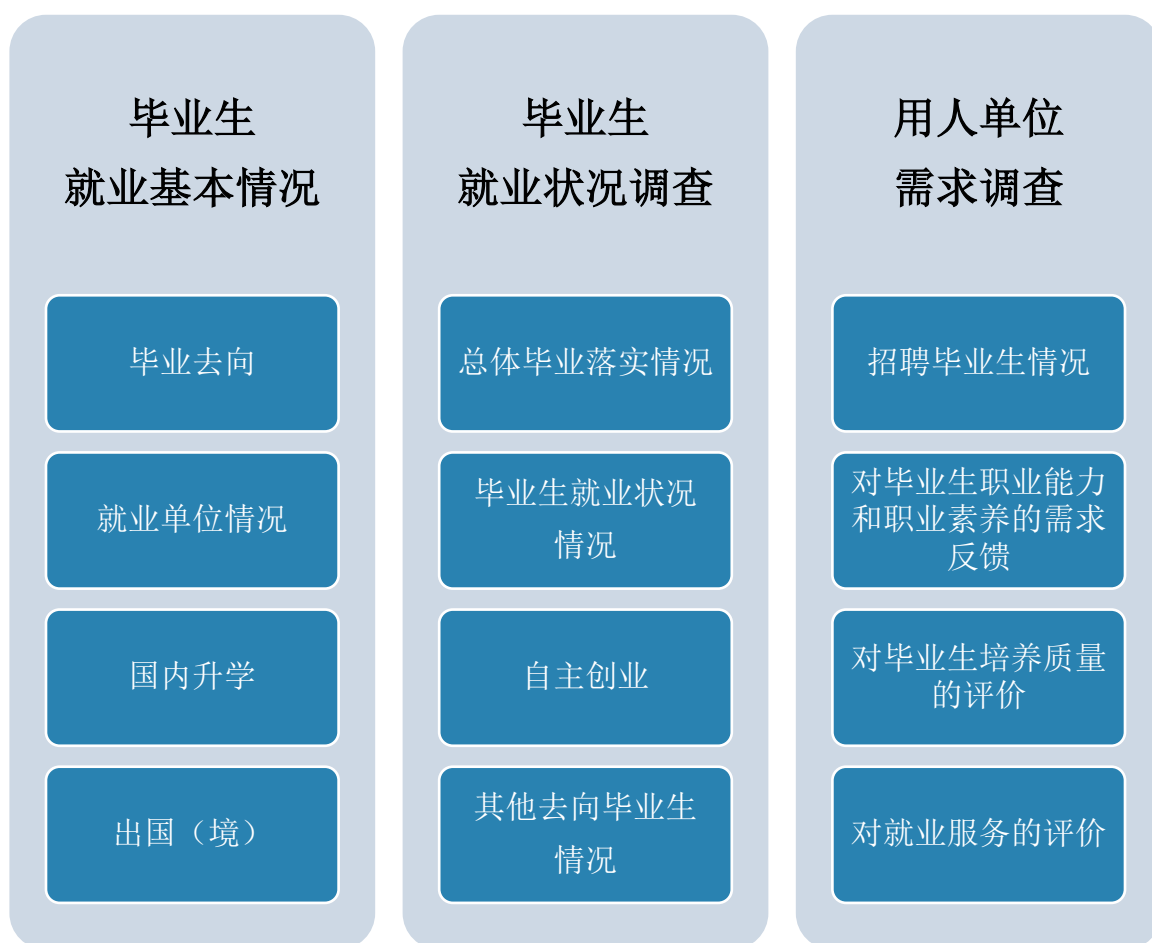 毕业生
就业基本情况
毕业去向
就业单位情况
国内升学
出国（境）
毕业生
就业状况调查
总体毕业落实情况
毕业生就业状况
情况
自主创业
其他去向毕业生
情况
用人单位
需求调查
招聘毕业生情况
对毕业生职业能力
和职业素养的需求
反馈
对毕业生培养质量
的评价
对就业服务的评价